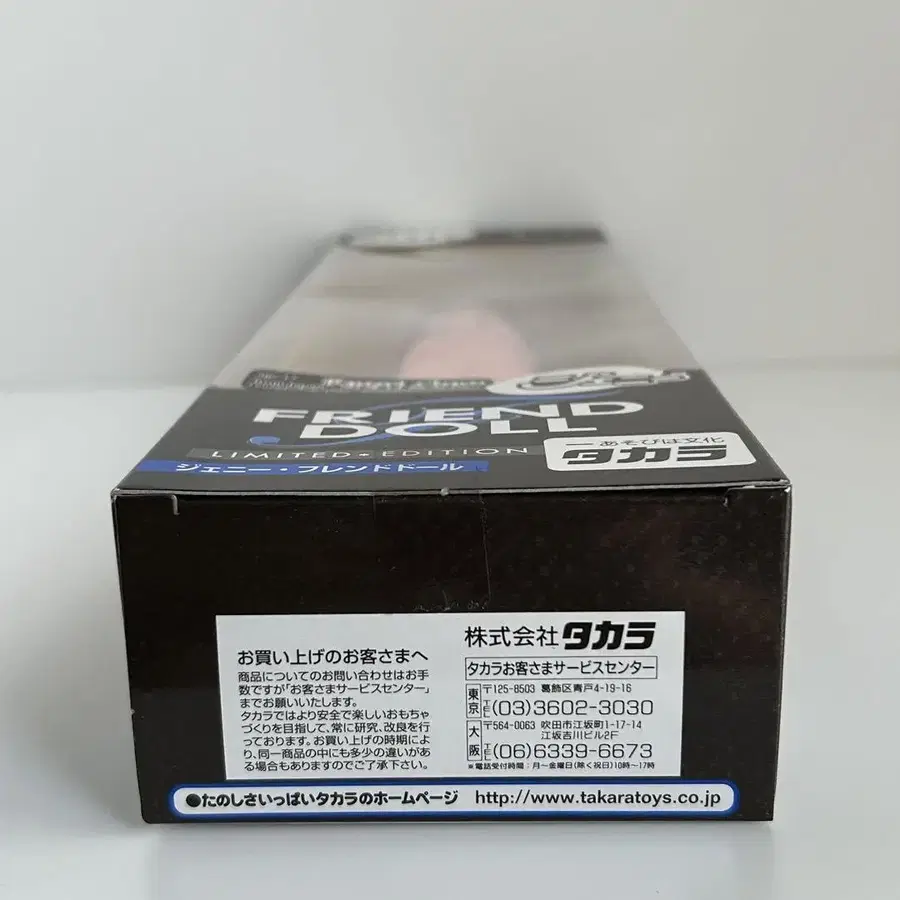 FRIEND
DOLL
LIMITED・EDITION
ジェニー・フレンドドール
あそびは文化
タカラ
お買い上げのお客さまへ
商品についてのお問い合わせはお手
数ですが「お客さまサービスセンター」
までお願いいたします。
タカラではより安全で楽しいおもちゃ
づくりを目指して、常に研究、改良を行
っております。お買い上げの時期によ
り、同一商品の中にも多少の違いがあ
る場合もありますのでご了承下さい。
株式会社タカラ
タカラお客さまサービスセンター
東京 〒125-8503 葛飾区青戸4-19-16
TEL(03)3602-3030
大阪 〒564-0063 吹田市江坂町1-17-14
江坂吉川ビル2F
TEL(06)6339-6673
*電話受付時間:月〜金曜日(除く祝日)10時〜17時
●たのしさいっぱいタカラのホームページ http://www.takaratoys.co.jp